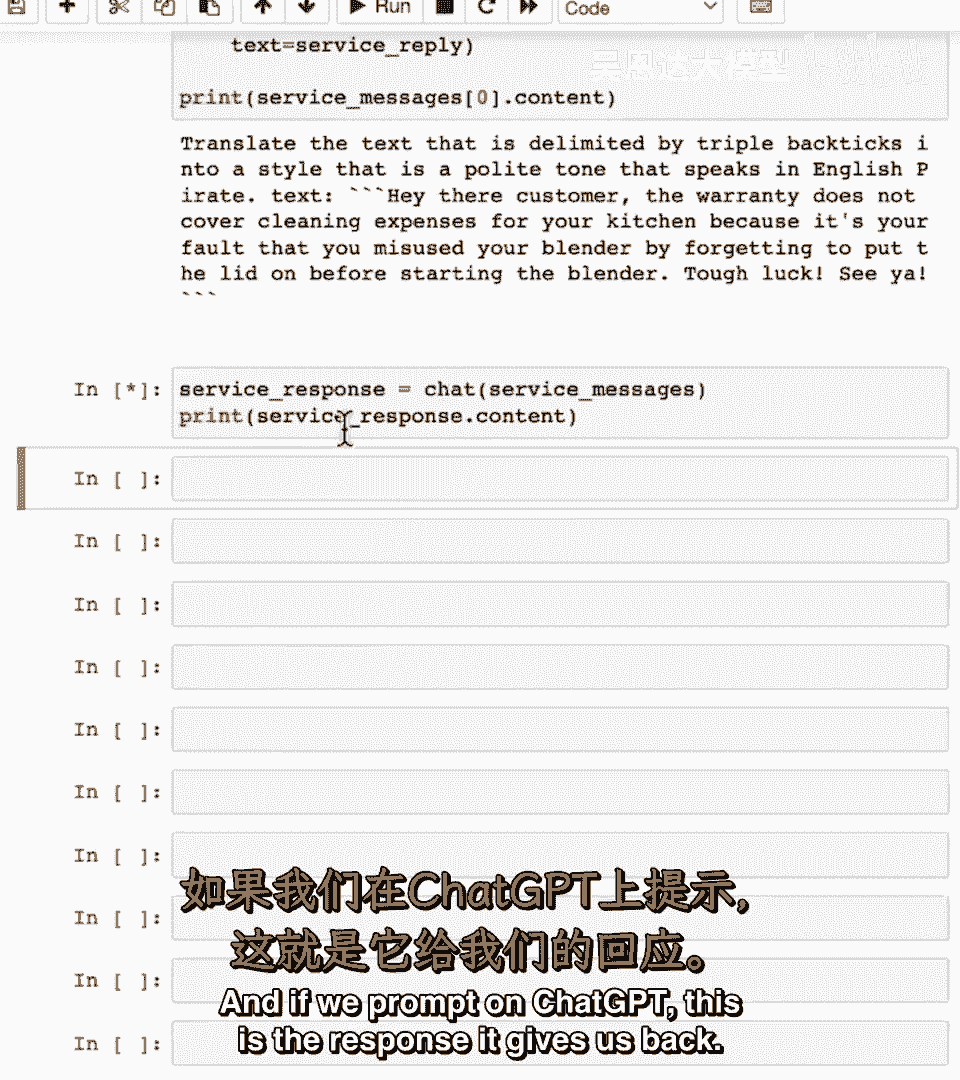 Run
Code
text=service_reply)
吴恩达大模型
print(service_messages[0].content)
Translate the text that is delimited by triple backticks i
nto a style that is a polite tone that speaks in English P
irate. text: ```Hey there customer, the warranty does not
cover cleaning expenses for your kitchen because it's your
fault that you misused your blender by forgetting to put t
he lid on before starting the blender. Tough luck! See ya!
```
In [*]: service_response = chat(service_messages)
print(service_response.content)
In [ ]:
In [ ]:
In [ ]:
In [ ]:
In [ ]:
In [ ]:
In [ ]:
In [ ]:
In [ ]:
In [ ]:
如果我们在ChatGPT上提示,
这就是它给我们的回应。
And if we prompt on ChatGPT, this
is the response it gives us back.